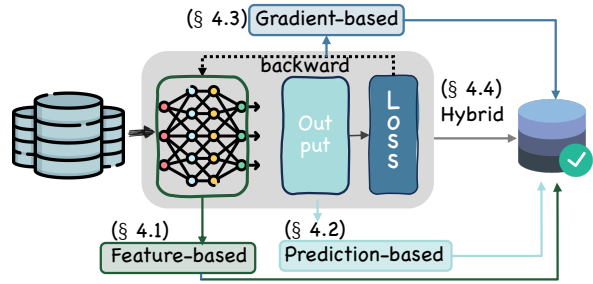 (§ 4.3) Gradient-based
backward
(§ 4.4)
Hybrid
Out
put
L
o
s
s
(§ 4.1)
Feature-based
(§ 4.2)
Prediction-based